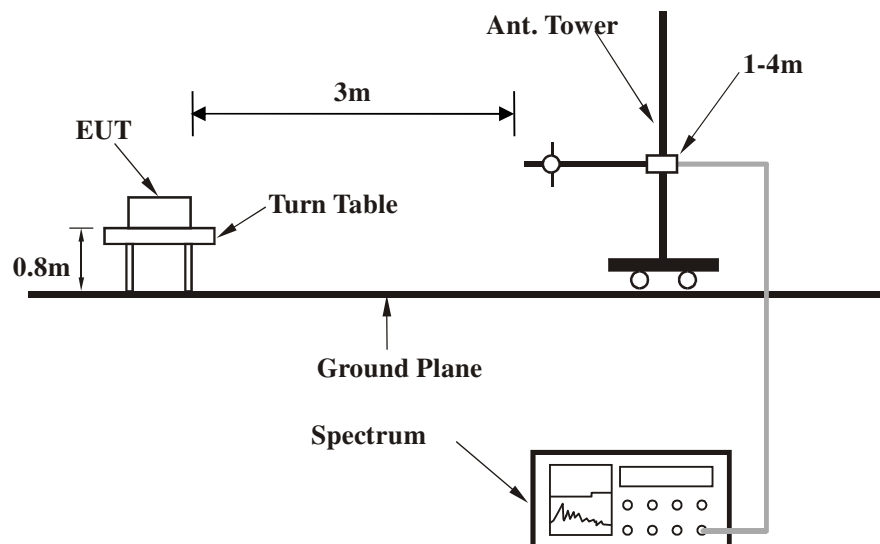 Ant. Tower
1-4m
3m
EUT
Turn Table
0.8m
Ground Plane
Spectrum